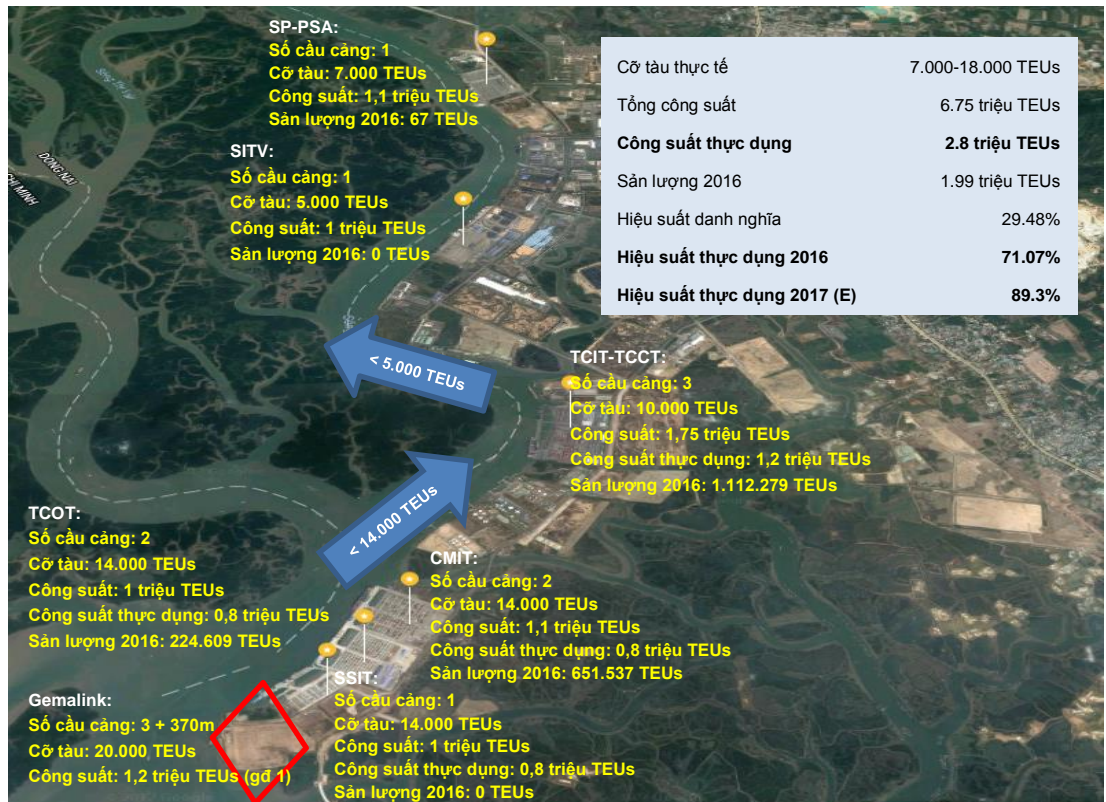 SP-PSA:
Số cầu cảng: 1
Cỡ tàu: 7.000 TEUs
Công suất: 1,1 triệu TEUs
Sản lượng 2016: 67 TEUs
Cỡ tàu thực tế 7.000-18.000 TEUs
Tổng công suất 6.75 triệu TEUs
Công suất thực dụng 2.8 triệu TEUs
Sản lượng 2016 1.99 triệu TEUs
Hiệu suất danh nghĩa 29.48%
Hiệu suất thực dụng 2016 71.07%
Hiệu suất thực dụng 2017 (E) 89.3%
SITV:
Số cầu cảng: 1
Cỡ tàu: 5.000 TEUs
Công suất: 1 triệu TEUs
Sản lượng 2016: 0 TEUs
DONG NAI
CHI MINH
< 5.000 TEUs
TCIT-TCCT:
Số cầu cảng: 3
Cỡ tàu: 10.000 TEUs
Công suất: 1,75 triệu TEUs
Công suất thực dụng: 1,2 triệu TEUs
Sản lượng 2016: 1.112.279 TEUs
< 14.000 TEUs
TCOT:
Số cầu cảng: 2
Cỡ tàu: 14.000 TEUs
Công suất: 1 triệu TEUs
Công suất thực dụng: 0,8 triệu TEUs
Sản lượng 2016: 224.609 TEUs
CMIT:
Số cầu cảng: 2
Cỡ tàu: 14.000 TEUs
Công suất: 1,1 triệu TEUs
Công suất thực dụng: 0,8 triệu TEUs
Sản lượng 2016: 651.537 TEUs
Gemalink:
Số cầu cảng: 3 + 370m
Cỡ tàu: 20.000 TEUs
Công suất: 1,2 triệu TEUs (gđ 1)
SSIT:
Số cầu cảng: 1
Cỡ tàu: 14.000 TEUs
Công suất: 1 triệu TEUs
Công suất thực dụng: 0,8 triệu TEUs
Sản lượng 2016: 0 TEUs